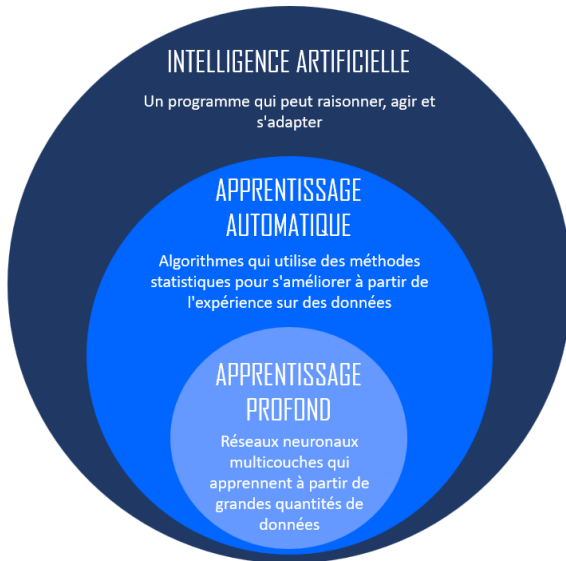 INTELLIGENCE ARTIFICIELLE
Un programme qui peut raisonner, agir et
s'adapter
APPRENTISSAGE
AUTOMATIQUE
Algorithmes qui utilise des méthodes
statistiques pour s'améliorer à partir de
l'expérience sur des données
APPRENTISSAGE
PROFOND
Réseaux neuronaux
multicouches qui
apprennent à partir de
grandes quantités de
données